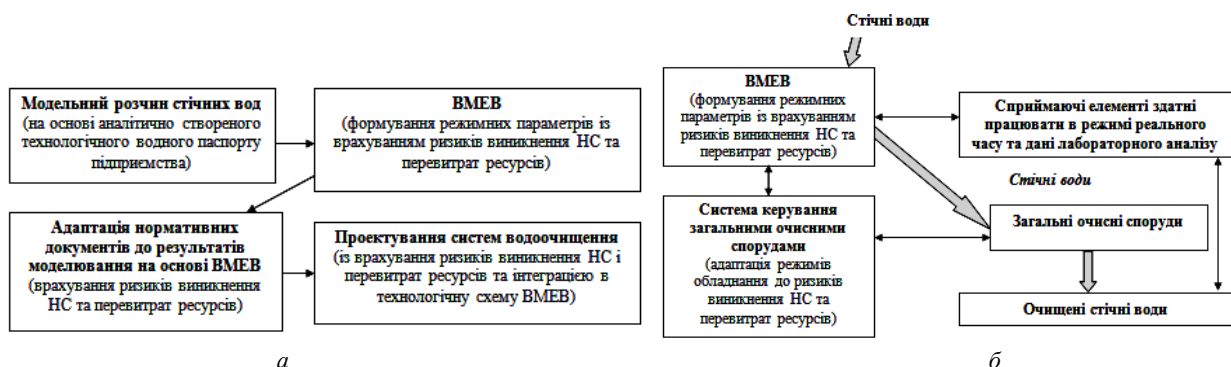 Модельний розчин стічних вод
(на основі аналітично створеного
технологічного водного паспорту
підприємства)
ВМЕВ
(формування режимних параметрів із
врахуванням ризиків виникнення НС та
перевитрат ресурсів)
Адаптація нормативних
документів до результатів
моделювання на основі ВМЕВ
(врахування ризиків виникнення
НС та перевитрат ресурсів)
Проектування систем водоочищення
(із врахування ризиків виникнення НС і
перевитрат ресурсів та інтеграцією в
технологічну схему ВМЕВ)
а
Стічні води
ВМЕВ
(формування режимних
параметрів із врахуванням
ризиків виникнення НС та
перевитрат ресурсів)
Сприймаючі елементі здатні
працювати в режимі реального
часу та дані лабораторного аналізу
Стічні води
Система керування
загальними очисними
спорудами
(адаптація режимів
обладнання до ризиків
виникнення НС та
перевитрат ресурсів)
Загальні очисні споруди
Очищені стічні води
б